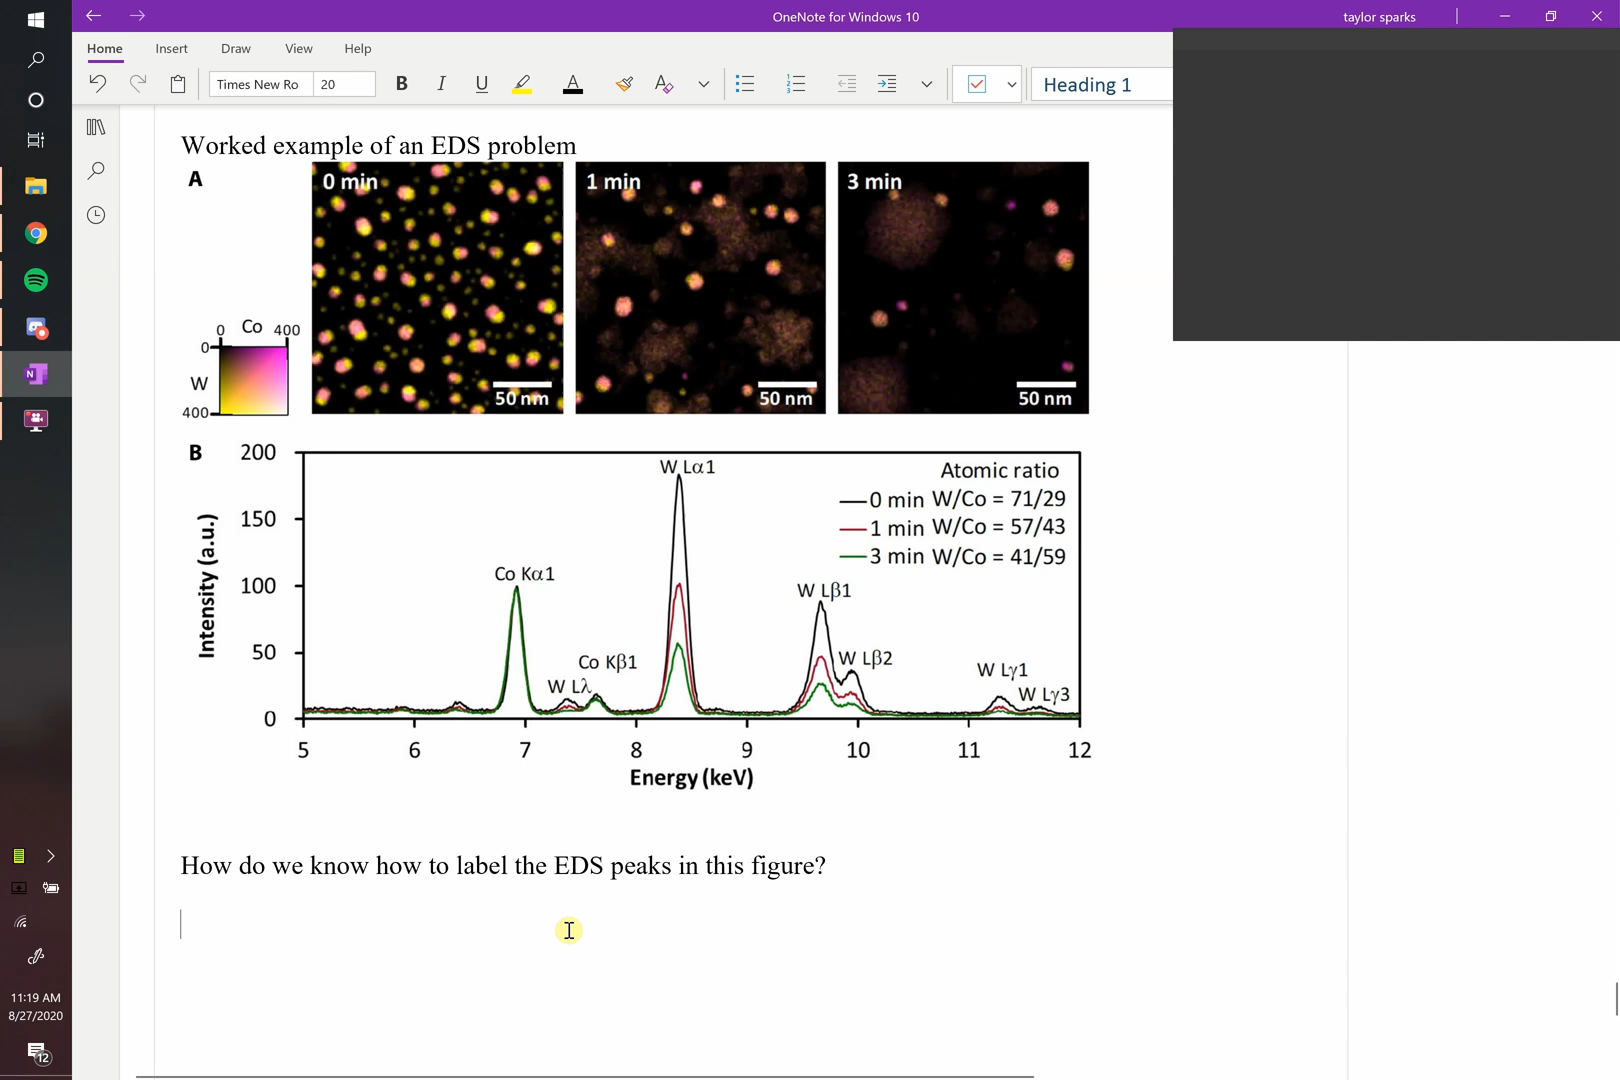 OneNote for Windows 10
taylor sparks
Home Insert Draw View Help
Times New Ro 20 B I U A Heading 1
Worked example of an EDS problem
A
0 min
1 min
3 min
0 Co 400
0
W
400
50 nm
50 nm
50 nm
B
200
150
100
50
0
Intensity (a.u.)
Co Kα1
W Lλ
Co Kβ1
W Lα1
W Lβ1
W Lβ2
W Lγ1
W Lγ3
Atomic ratio
0 min W/Co = 71/29
1 min W/Co = 57/43
3 min W/Co = 41/59
5 6 7 8 9 10 11 12
Energy (keV)
How do we know how to label the EDS peaks in this figure?
11:19 AM
8/27/2020
12